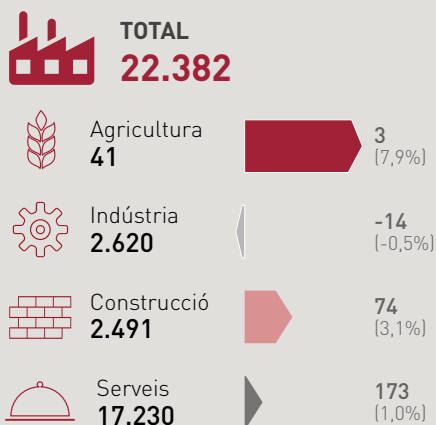 TOTAL
22.382
Agricultura
41
3
(7,9%)
Indústria
2.620
-14
(-0,5%)
Construcció
2.491
74
(3,1%)
Serveis
17.230
173
(1,0%)